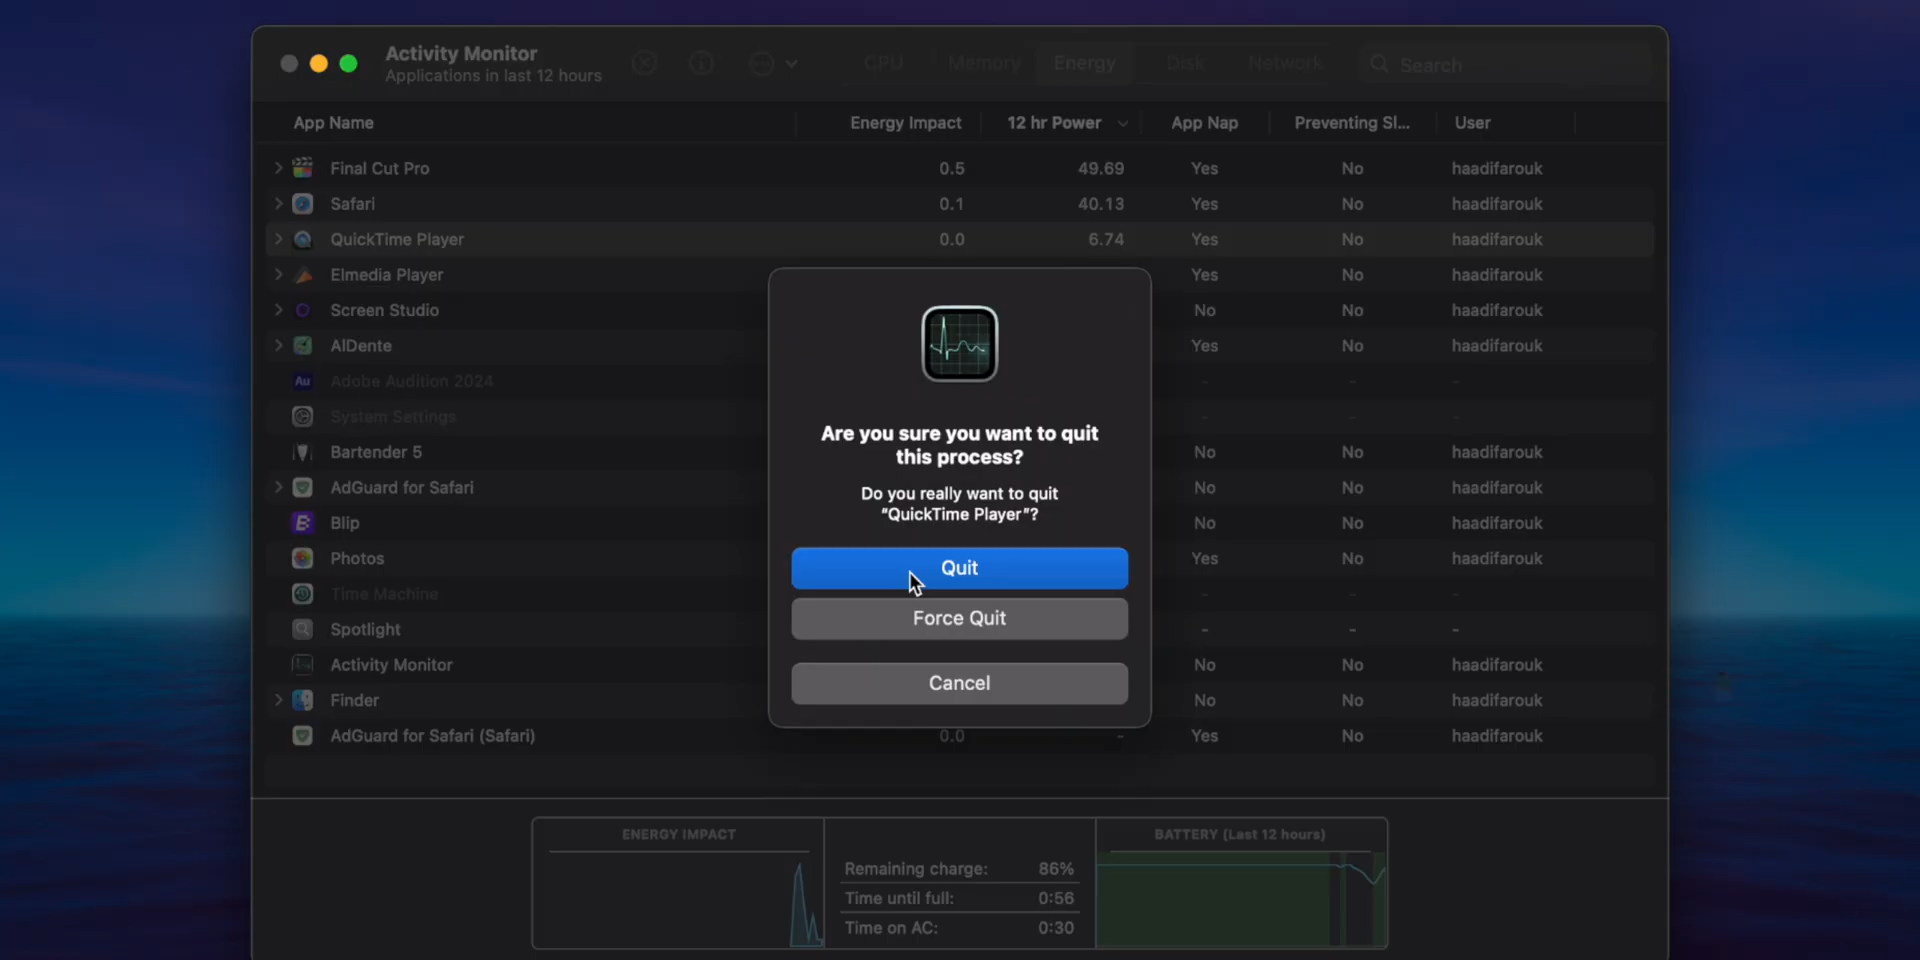 Activity Monitor
Applications in last 12 hours
CPU Memory Energy Disk Network Search
App Name Energy Impact 12 hr Power App Nap Preventing Sl... User
Final Cut Pro 0.5 49.69 Yes No haadifarouk
Safari 0.1 40.13 Yes No haadifarouk
QuickTime Player 0.0 6.74 Yes No haadifarouk
Elmedia Player Yes No haadifarouk
Screen Studio No No haadifarouk
AlDente Yes No haadifarouk
Au Adobe Audition 2024 - - -
System Settings - - -
Bartender 5 No No haadifarouk
AdGuard for Safari No No haadifarouk
Blip No No haadifarouk
Photos Yes No haadifarouk
Time Machine - - -
Spotlight - - -
Activity Monitor No No haadifarouk
Finder No No haadifarouk
AdGuard for Safari (Safari) 0.0 - Yes No haadifarouk
Are you sure you want to quit
this process?
Do you really want to quit
“QuickTime Player”?
Quit
Force Quit
Cancel
ENERGY IMPACT
Remaining charge: 86%
Time until full: 0:56
Time on AC: 0:30
BATTERY (Last 12 hours)